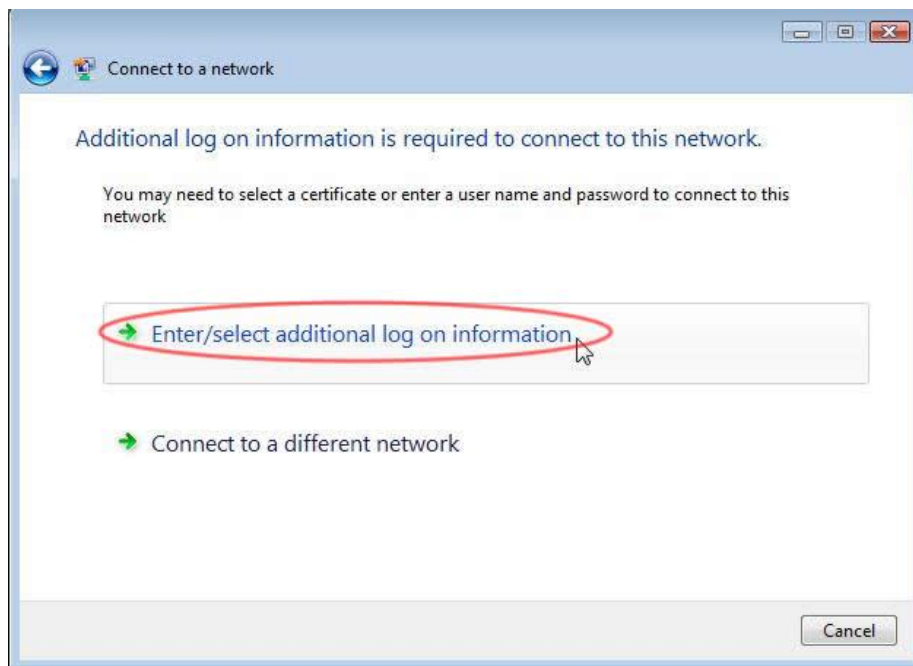 Connect to a network
Additional log on information is required to connect to this network.
You may need to select a certificate or enter a user name and password to connect to this
network
Enter/select additional log on information
Connect to a different network
Cancel